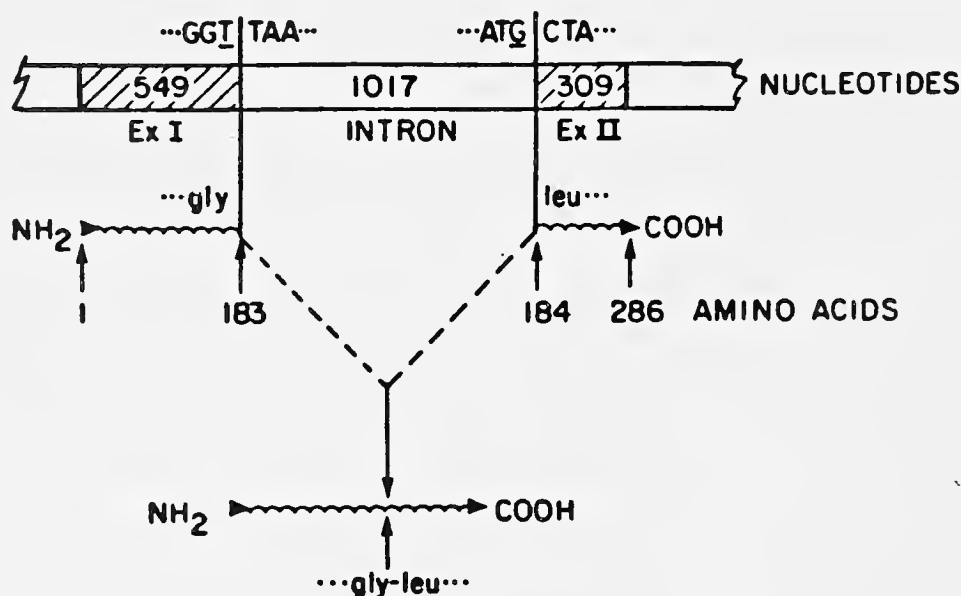 ···GGT TAA··· ···ATG CTA···
549 1017 309 NUCLEOTIDES
Ex I INTRON Ex II
···gly leu···
NH2 COOH
1 183 184 286 AMINO ACIDS
NH2 COOH
···gly-leu···